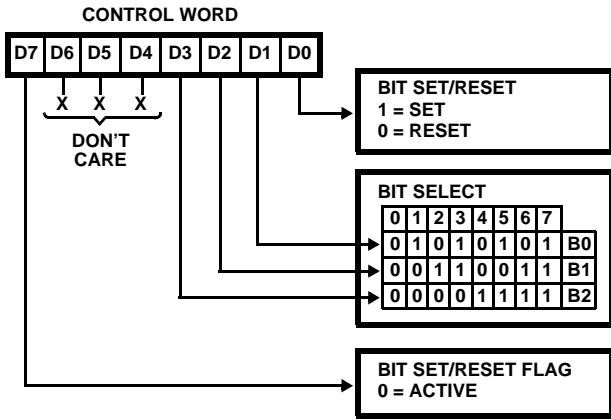 CONTROL WORD
D7 D6 D5 D4 D3 D2 D1 D0
X X X
DON'T
CARE
BIT SET/RESET
1 = SET
0 = RESET
BIT SELECT
0 1 2 3 4 5 6 7
0 1 0 1 0 1 0 1 B0
0 0 1 1 0 0 1 1 B1
0 0 0 0 1 1 1 1 B2
BIT SET/RESET FLAG
0 = ACTIVE